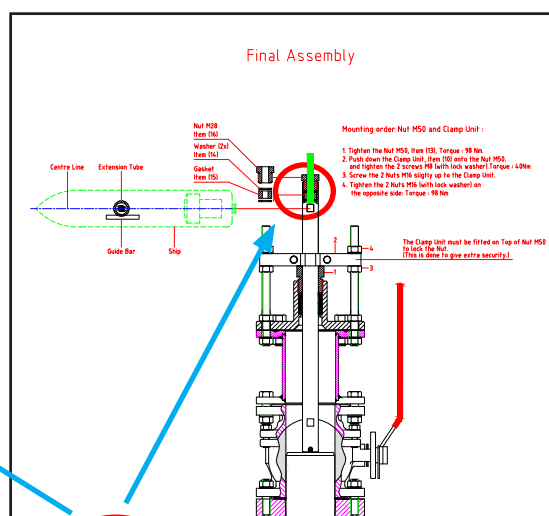 Final Assembly
Nut M28
Item (16)
Washer (2x)
Item (14)
Gasket
Item (15)
Mounting order Nut M50 and Clamp Unit :
1. Tighten the Nut M50, Item (13), Torque : 98 Nm.
2. Push down the Clamp Unit, Item (10) onto the Nut M50.
and tighten the 2 screws M8 (with lock washer).Torque : 40Nm
3. Screw the 2 Nuts M16 sligtly up to the Clamp Unit.
4. Tighten the 2 Nuts M16 (with lock washer) on
the opposite side: Torque : 98 Nm
Centre Line
Extension Tube
Guide Bar
Ship
The Clamp Unit must be fitted on Top of Nut M50
to lock the Nut.
(This is done to give extra security.)
2
4
3
1